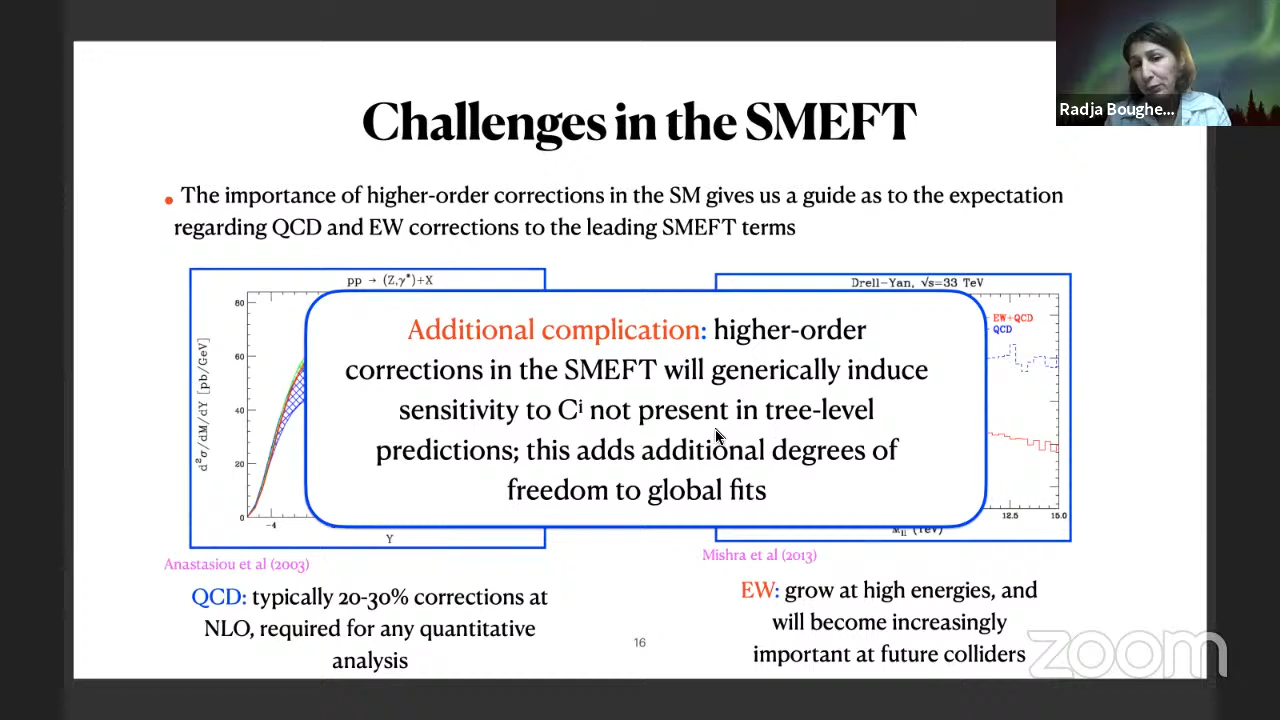 Radja Boughe...
Challenges in the SMEFT
• The importance of higher-order corrections in the SM gives us a guide as to the expectation
regarding QCD and EW corrections to the leading SMEFT terms
pp → (Z,γ*)+X
d²σ/dM/dY [pb/GeV]
80
60
40
20
0
-4
Y
Drell-Yan, √s=33 TeV
EW+QCD
QCD
12.5
15.0
M_ll (TeV)
Additional complication: higher-order
corrections in the SMEFT will generically induce
sensitivity to Cⁱ not present in tree-level
predictions; this adds additional degrees of
freedom to global fits
Anastasiou et al (2003)
Mishra et al (2013)
QCD: typically 20-30% corrections at
NLO, required for any quantitative
analysis
EW: grow at high energies, and
will become increasingly
important at future colliders
16
zoom